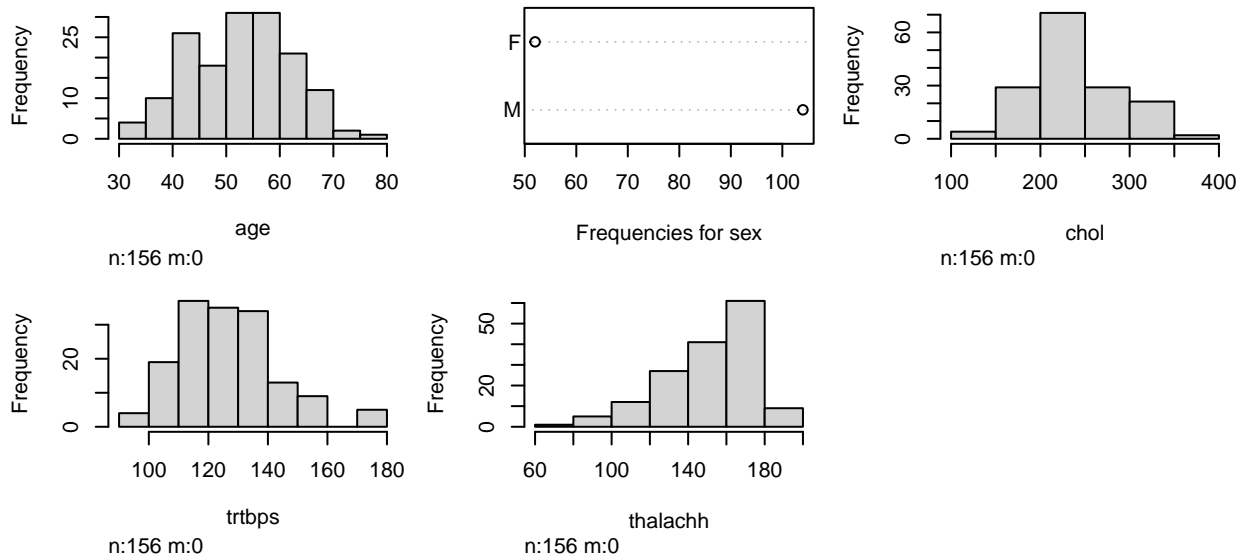 Frequency
0
10
25
30 40 50 60 70 80
age
n:156 m:0
F
M
50 60 70 80 90 100
Frequencies for sex
Frequency
0
30
60
100 200 300 400
chol
n:156 m:0
Frequency
0
20
100 120 140 160 180
trtbps
n:156 m:0
Frequency
0
20
50
60 100 140 180
thalachh
n:156 m:0